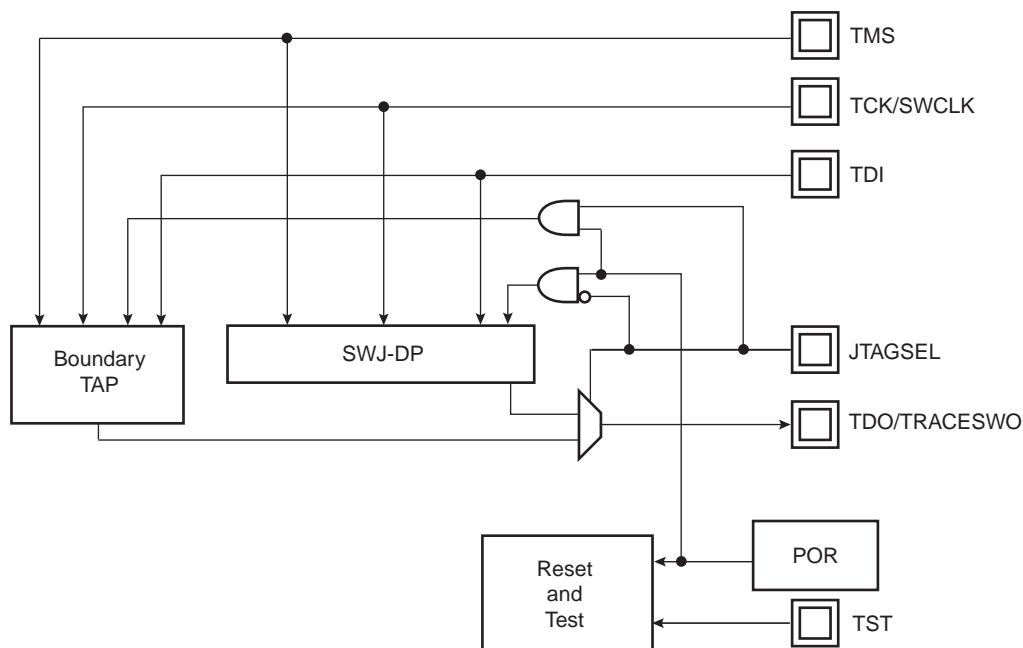 TMS
TCK/SWCLK
TDI
Boundary
TAP
SWJ-DP
JTAGSEL
TDO/TRACESWO
POR
Reset
and
Test
TST